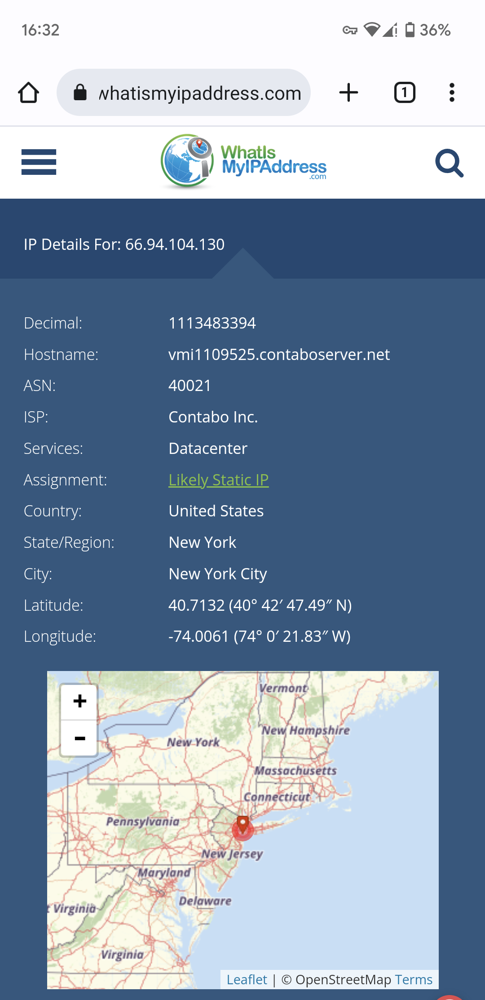 16:32
36%
whatismyipaddress.com
1
WhatIs
MyIPAddress
.com
IP Details For: 66.94.104.130
Decimal: 1113483394
Hostname: vmi1109525.contaboserver.net
ASN: 40021
ISP: Contabo Inc.
Services: Datacenter
Assignment: Likely Static IP
Country: United States
State/Region: New York
City: New York City
Latitude: 40.7132 (40° 42′ 47.49″ N)
Longitude: -74.0061 (74° 0′ 21.83″ W)
+
-
Vermont
New Hampshire
New York
Massachusetts
Connecticut
Pennsylvania
New Jersey
Maryland
Delaware
t Virginia
Virginia
Leaflet | © OpenStreetMap Terms